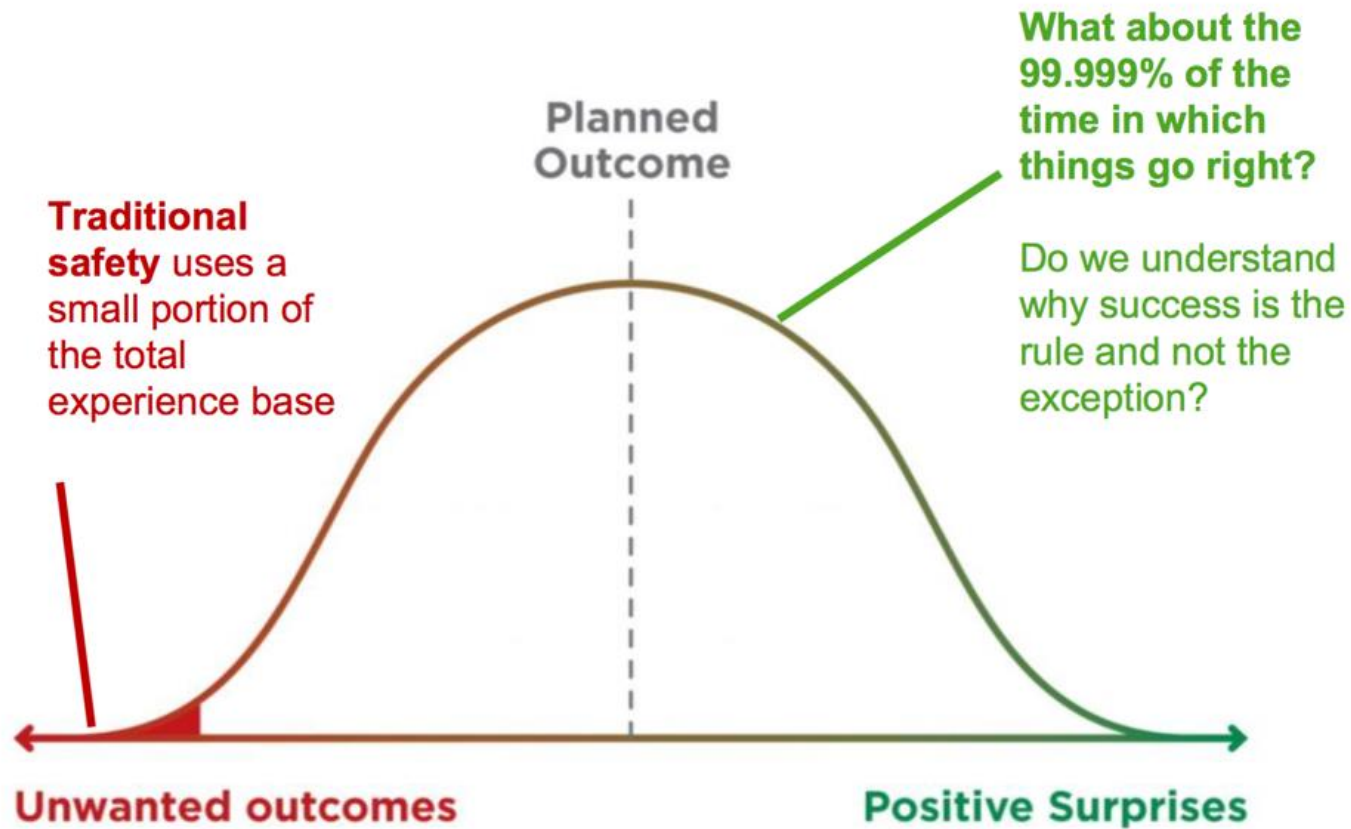 What about the
99.999% of the
time in which
things go right?
Do we understand
why success is the
rule and not the
exception?
Planned
Outcome
Traditional
safety uses a
small portion of
the total
experience base
Unwanted outcomes
Positive Surprises